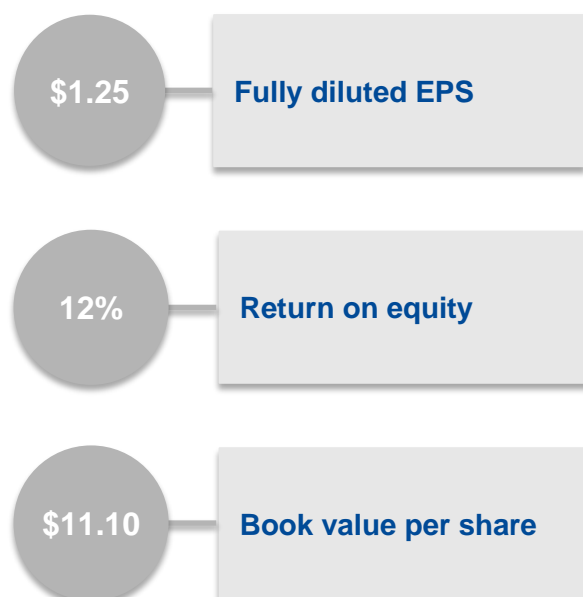 $1.25
Fully diluted EPS
12%
Return on equity
$11.10
Book value per share